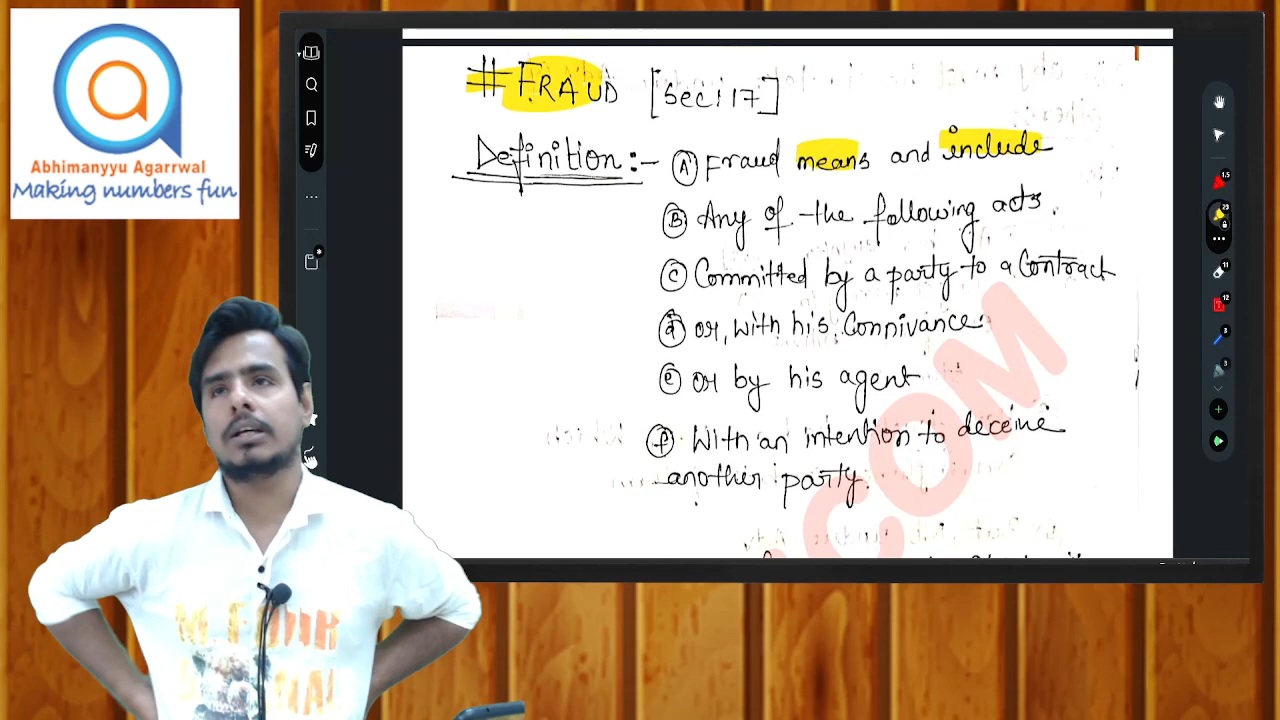 Abhimanyyu Agarrwal
Making numbers fun
# FRAUD [Sec:17]
Definition:- (A) Fraud means and include
(B) Any of the following acts.
(C) Committed by a party to a Contract
(d) or, with his Connivance
(e) or by his agent
(f) With an intention to deceive
another party.
.COM